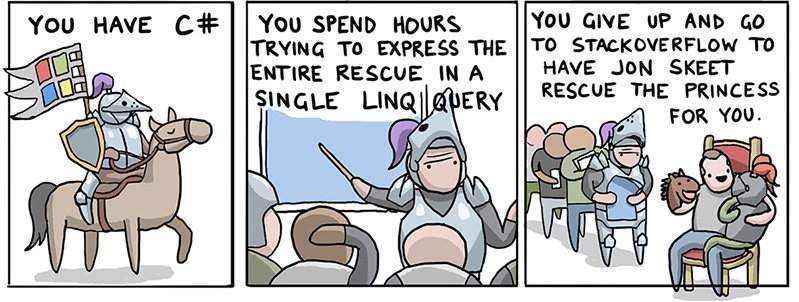 YOU HAVE C#
YOU SPEND HOURS
TRYING TO EXPRESS THE
ENTIRE RESCUE IN A
SINGLE LINQ QUERY
YOU GIVE UP AND GO
TO STACKOVERFLOW TO
HAVE JON SKEET
RESCUE THE PRINCESS
FOR YOU.